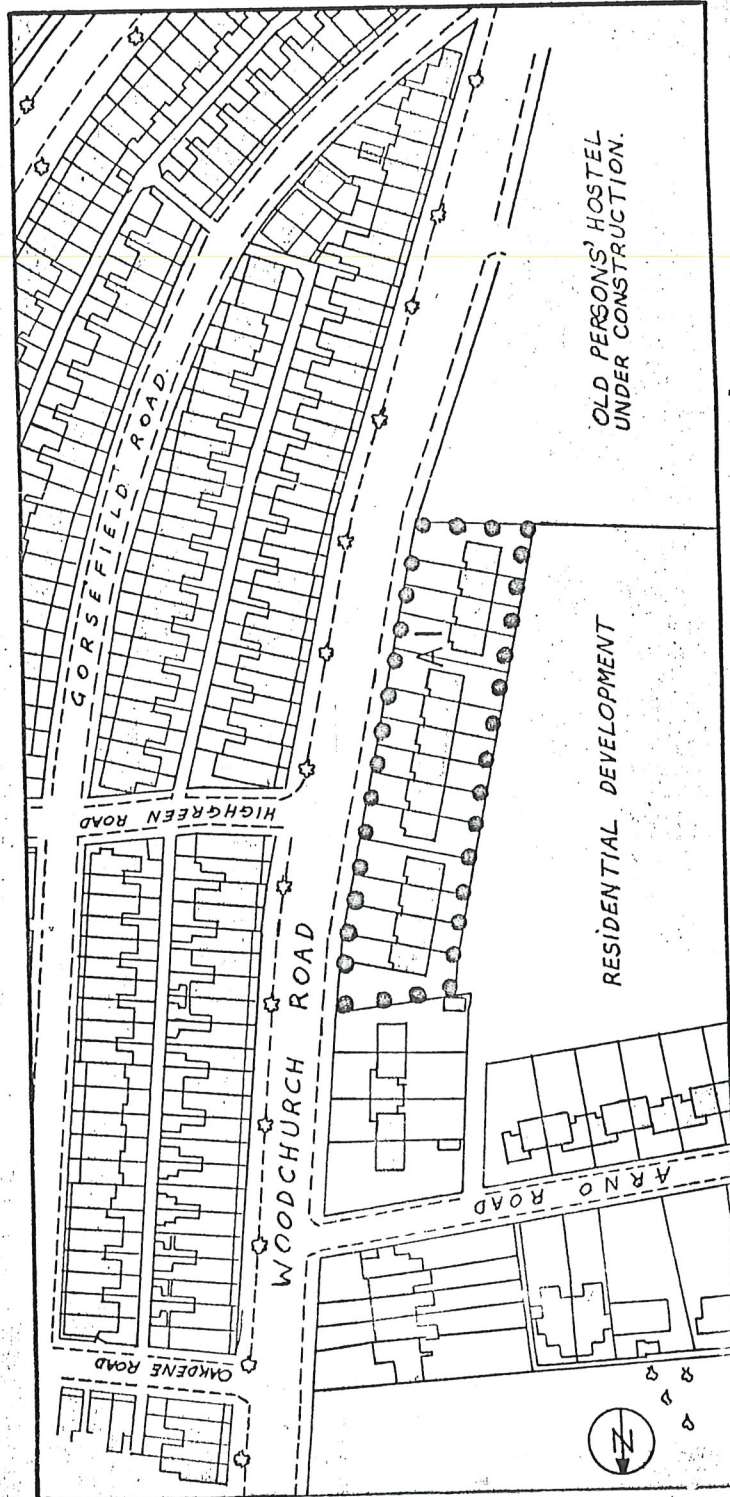 GORSEFIELD ROAD.
HIGHGREEN ROAD
WOODCHURCH ROAD
OAKDENE ROAD
ARNO ROAD
A1
OLD PERSONS' HOSTEL
UNDER CONSTRUCTION.
RESIDENTIAL DEVELOPMENT
N